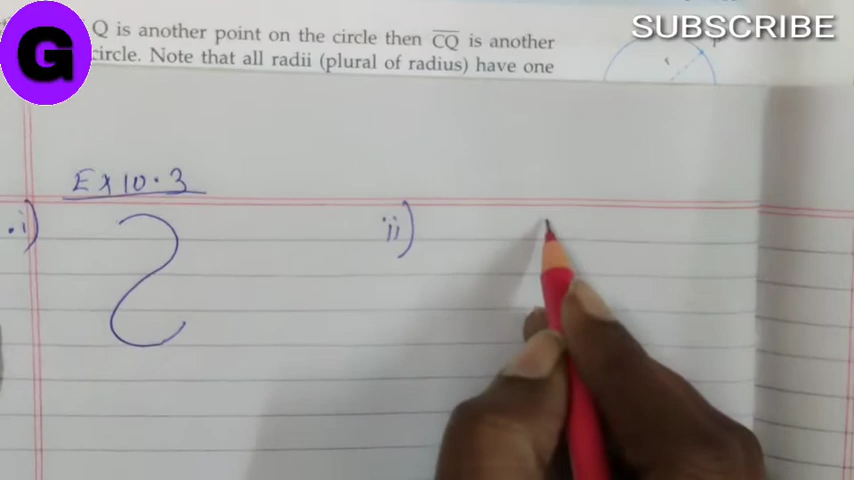 SUBSCRIBE
Q is another point on the circle then CQ is another
circle. Note that all radii (plural of radius) have one
r
G
Ex 10.3
.i)
ii)